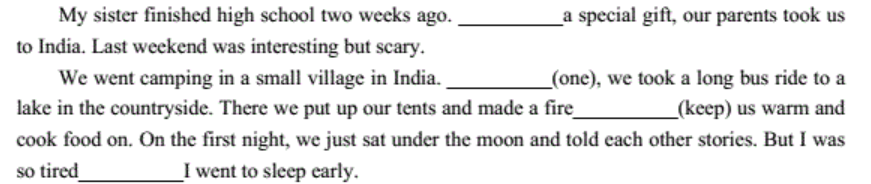 My sister finished high school two weeks ago. __________a special gift, our parents took us
to India. Last weekend was interesting but scary.
We went camping in a small village in India. __________(one), we took a long bus ride to a
lake in the countryside. There we put up our tents and made a fire__________(keep) us warm and
cook food on. On the first night, we just sat under the moon and told each other stories. But I was
so tired__________I went to sleep early.